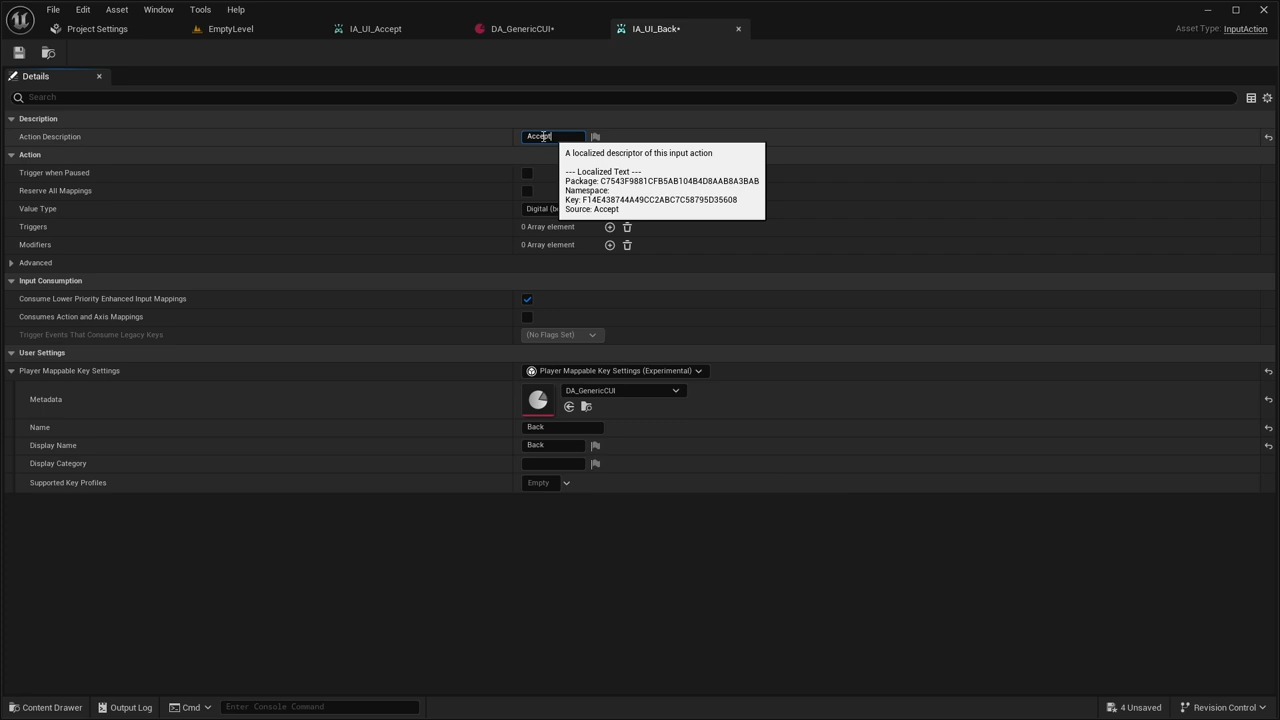 File Edit Asset Window Tools Help
Project Settings EmptyLevel IA_UI_Accept DA_GenericCUI* IA_UI_Back* Asset Type: InputAction
Details
Search
Description
Action Description Accept
A localized descriptor of this input action
Action
--- Localized Text ---
Trigger when Paused
Package: C7543F9881CFB5AB104B4D8AAB8A3BAB
Reserve All Mappings
Namespace:
Key: F14E438744A49CC2ABC7C58795D35608
Value Type Digital (b
Source: Accept
Triggers 0 Array element
Modifiers 0 Array element
Advanced
Input Consumption
Consume Lower Priority Enhanced Input Mappings
Consumes Action and Axis Mappings
Trigger Events That Consume Legacy Keys (No Flags Set)
User Settings
Player Mappable Key Settings Player Mappable Key Settings (Experimental)
Metadata DA_GenericCUI
Name Back
Display Name Back
Display Category
Supported Key Profiles Empty
Content Drawer Output Log Cmd Enter Console Command 4 Unsaved Revision Control